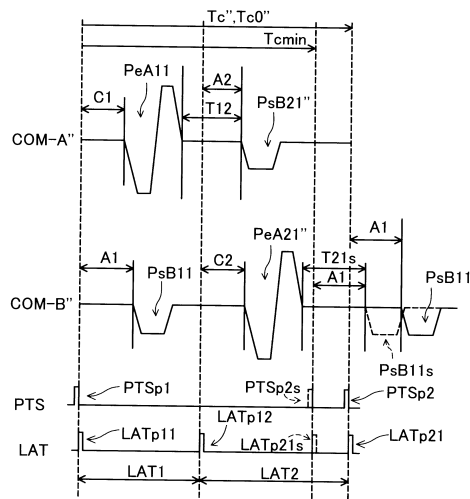 Tc",Tc0"
Tcmin
PeA11
A2
C1
T12
PsB21"
COM-A"
A1
PeA21"
A1
C2
T21s
PsB11
A1
PsB11
COM-B"
PsB11s
PTSp1
PTSp2s
PTSp2
PTS
LATp12
LATp11
LATp21s
LATp21
LAT
LAT1
LAT2